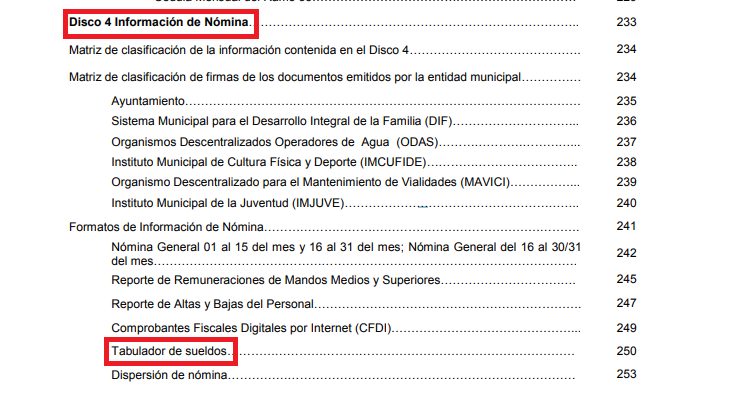 Disco 4 Información de Nómina……………………………………………………………………….. 233
Matriz de clasificación de la información contenida en el Disco 4……………………………………… 234
Matriz de clasificación de firmas de los documentos emitidos por la entidad municipal…………… 234
Ayuntamiento…………………………………………………………………………………………….. 235
Sistema Municipal para el Desarrollo Integral de la Familia (DIF)……………………………... 236
Organismos Descentralizados Operadores de Agua (ODAS)………………………………... 237
Instituto Municipal de Cultura Física y Deporte (IMCUFIDE)…………………………………... 238
Organismo Descentralizado para el Mantenimiento de Vialidades (MAVICI)……………….. 239
Instituto Municipal de la Juventud (IMJUVE)…………………………………………………….. 240
Formatos de Información de Nómina…………………………………………………………………….. 241
Nómina General 01 al 15 del mes y 16 al 31 del mes; Nómina General del 16 al 30/31
del mes…………………………………………………………………………………………………… 242
Reporte de Remuneraciones de Mandos Medios y Superiores………………………………... 245
Reporte de Altas y Bajas del Personal…………………………………………………………… 247
Comprobantes Fiscales Digitales por Internet (CFDI)…………………………………………... 249
Tabulador de sueldos…………………………………………………………………………………… 250
Dispersión de nómina…………………………………………………………………………………... 253